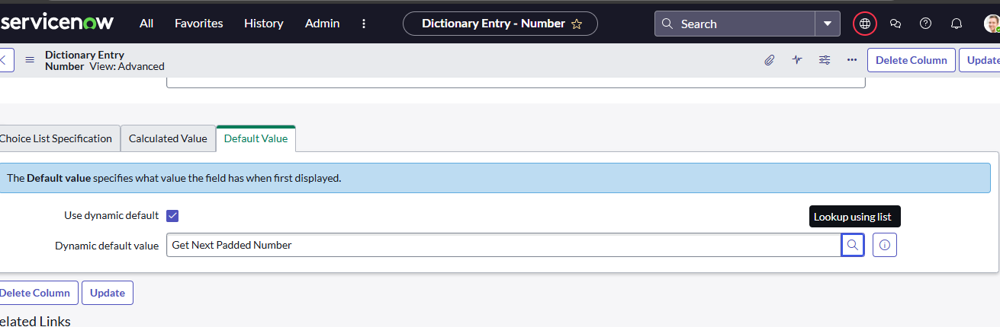 servicenow All Favorites History Admin Dictionary Entry - Number Search
Dictionary Entry
Number View: Advanced
Delete Column Update
Choice List Specification Calculated Value Default Value
The Default value specifies what value the field has when first displayed.
Use dynamic default
Lookup using list
Dynamic default value Get Next Padded Number
Delete Column Update
elated Links